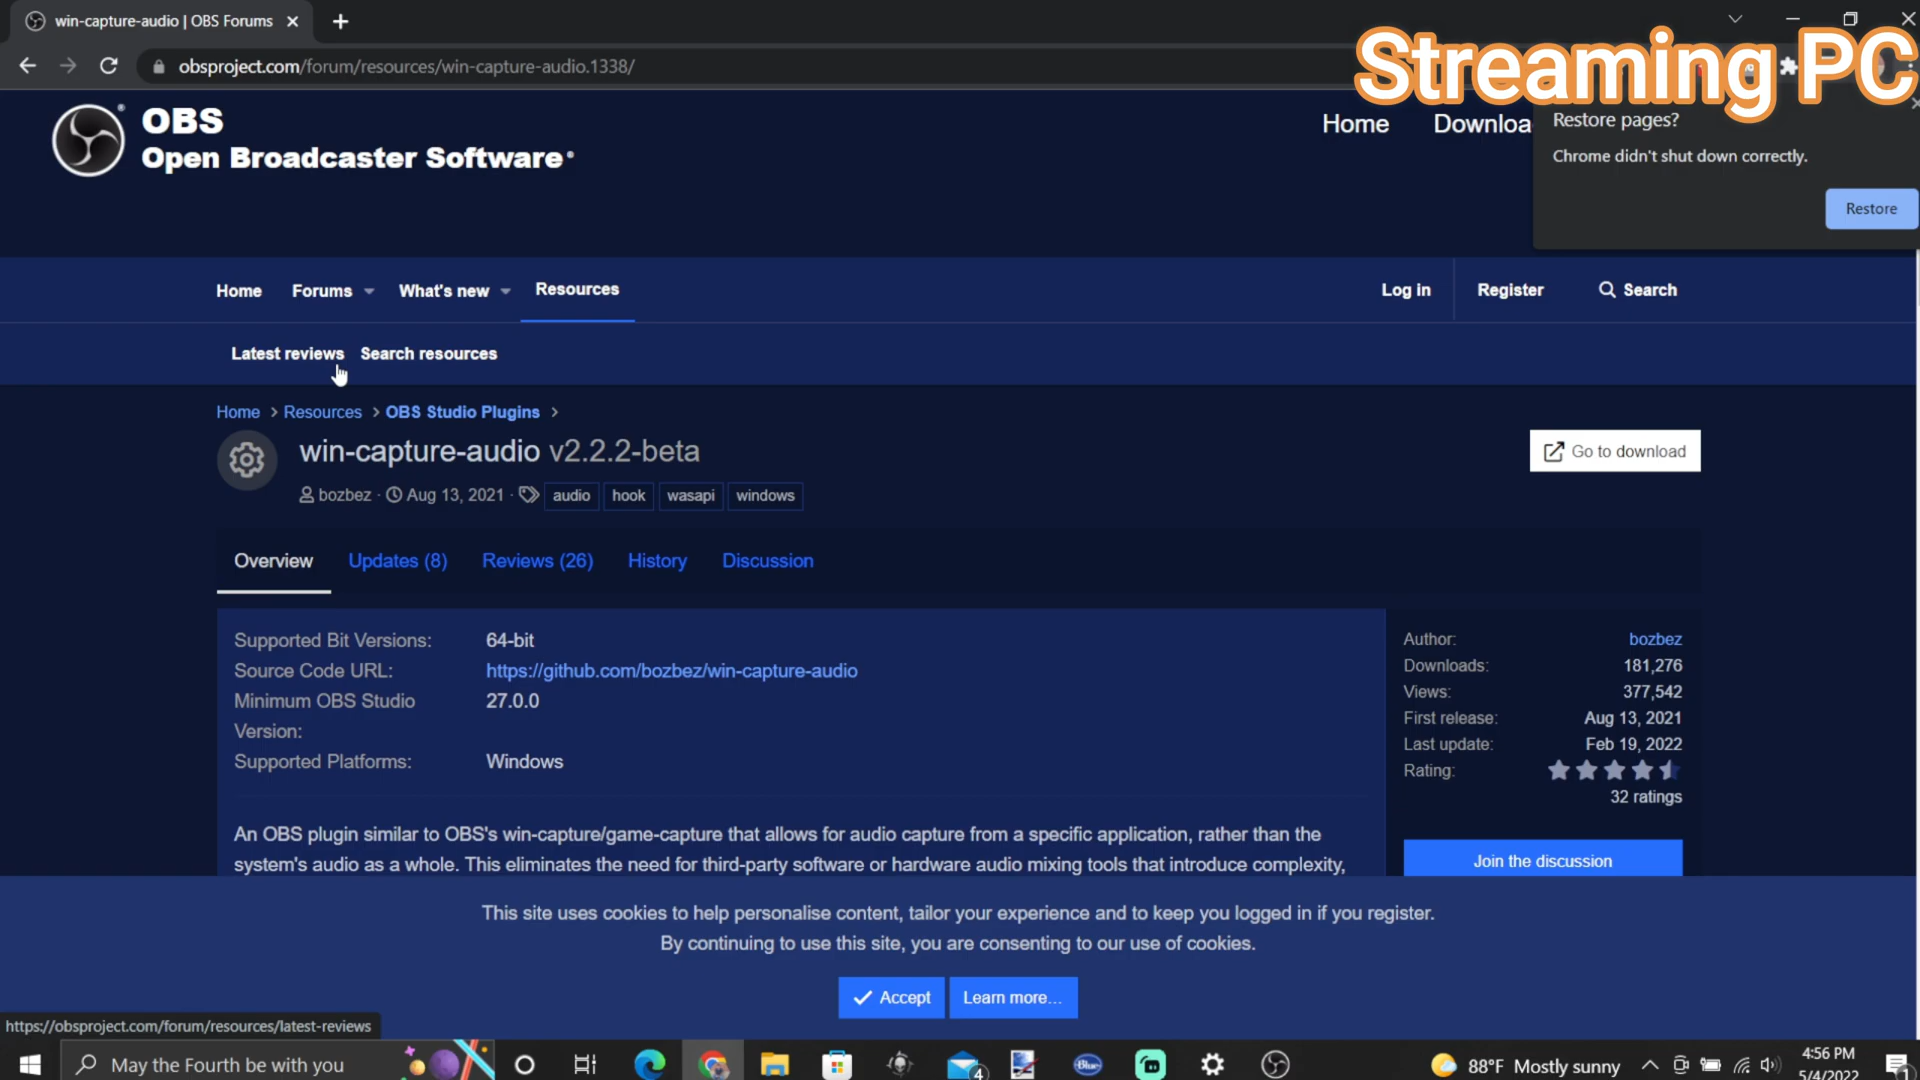 win-capture-audio | OBS Forums
obsproject.com/forum/resources/win-capture-audio.1338/
Streaming PC
OBS
Open Broadcaster Software
Home
Downloa
Restore pages?
Chrome didn't shut down correctly.
Restore
Home Forums What's new Resources
Log in Register Search
Latest reviews Search resources
Home > Resources > OBS Studio Plugins >
win-capture-audio v2.2.2-beta
Go to download
bozbez · Aug 13, 2021 · audio hook wasapi windows
Overview Updates (8) Reviews (26) History Discussion
Supported Bit Versions: 64-bit
Source Code URL: https://github.com/bozbez/win-capture-audio
Minimum OBS Studio 27.0.0
Version:
Supported Platforms: Windows
An OBS plugin similar to OBS's win-capture/game-capture that allows for audio capture from a specific application, rather than the
system's audio as a whole. This eliminates the need for third-party software or hardware audio mixing tools that introduce complexity,
Author: bozbez
Downloads: 181,276
Views: 377,542
First release: Aug 13, 2021
Last update: Feb 19, 2022
Rating:
32 ratings
Join the discussion
This site uses cookies to help personalise content, tailor your experience and to keep you logged in if you register.
By continuing to use this site, you are consenting to our use of cookies.
Accept Learn more…
https://obsproject.com/forum/resources/latest-reviews
May the Fourth be with you
4
Blue
88°F Mostly sunny
4:56 PM
5/4/2022
1